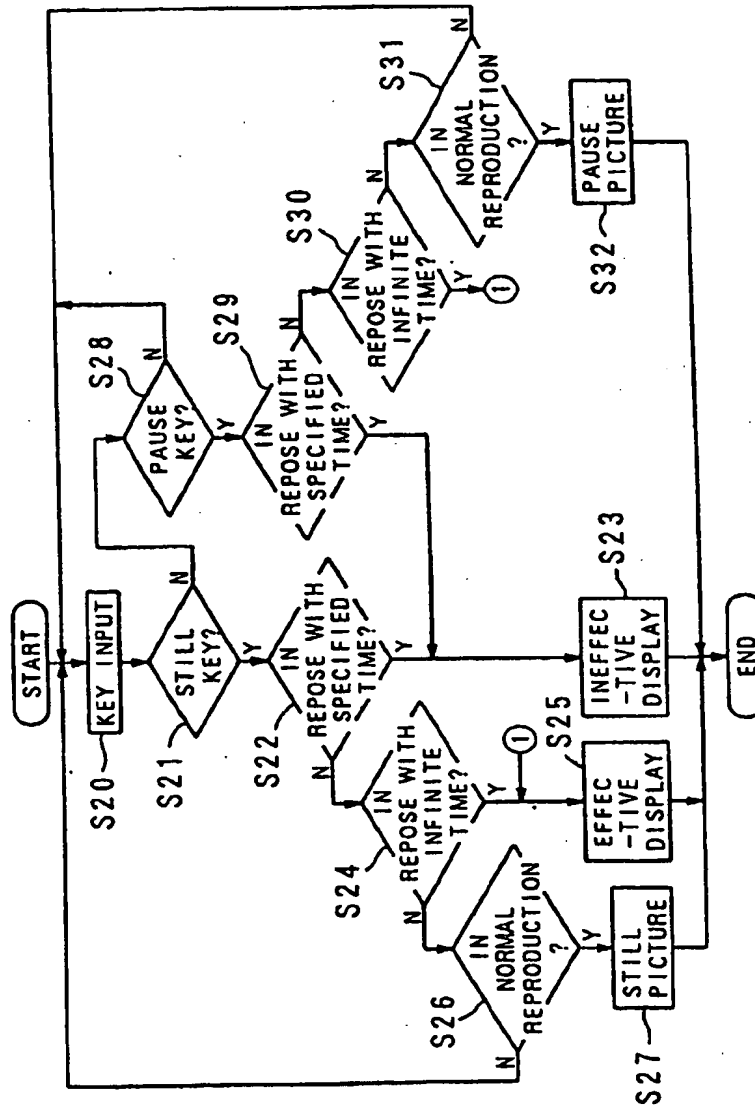 START
S20
KEY INPUT
S21
STILL
KEY?
N
Y
S28
PAUSE
KEY?
N
Y
S22
IN
REPOSE WITH
SPECIFIED
TIME?
N
Y
S29
IN
REPOSE WITH
SPECIFIED
TIME?
N
Y
S24
IN
REPOSE WITH
INFINITE
TIME?
N
Y
S30
IN
REPOSE WITH
INFINITE
TIME?
N
Y
1
S26
IN
NORMAL
REPRODUCTION
?
N
Y
S31
IN
NORMAL
REPRODUCTION
?
N
Y
S27
STILL
PICTURE
1
S25
EFFEC
-TIVE
DISPLAY
S23
INEFFEC
-TIVE
DISPLAY
S32
PAUSE
PICTURE
END